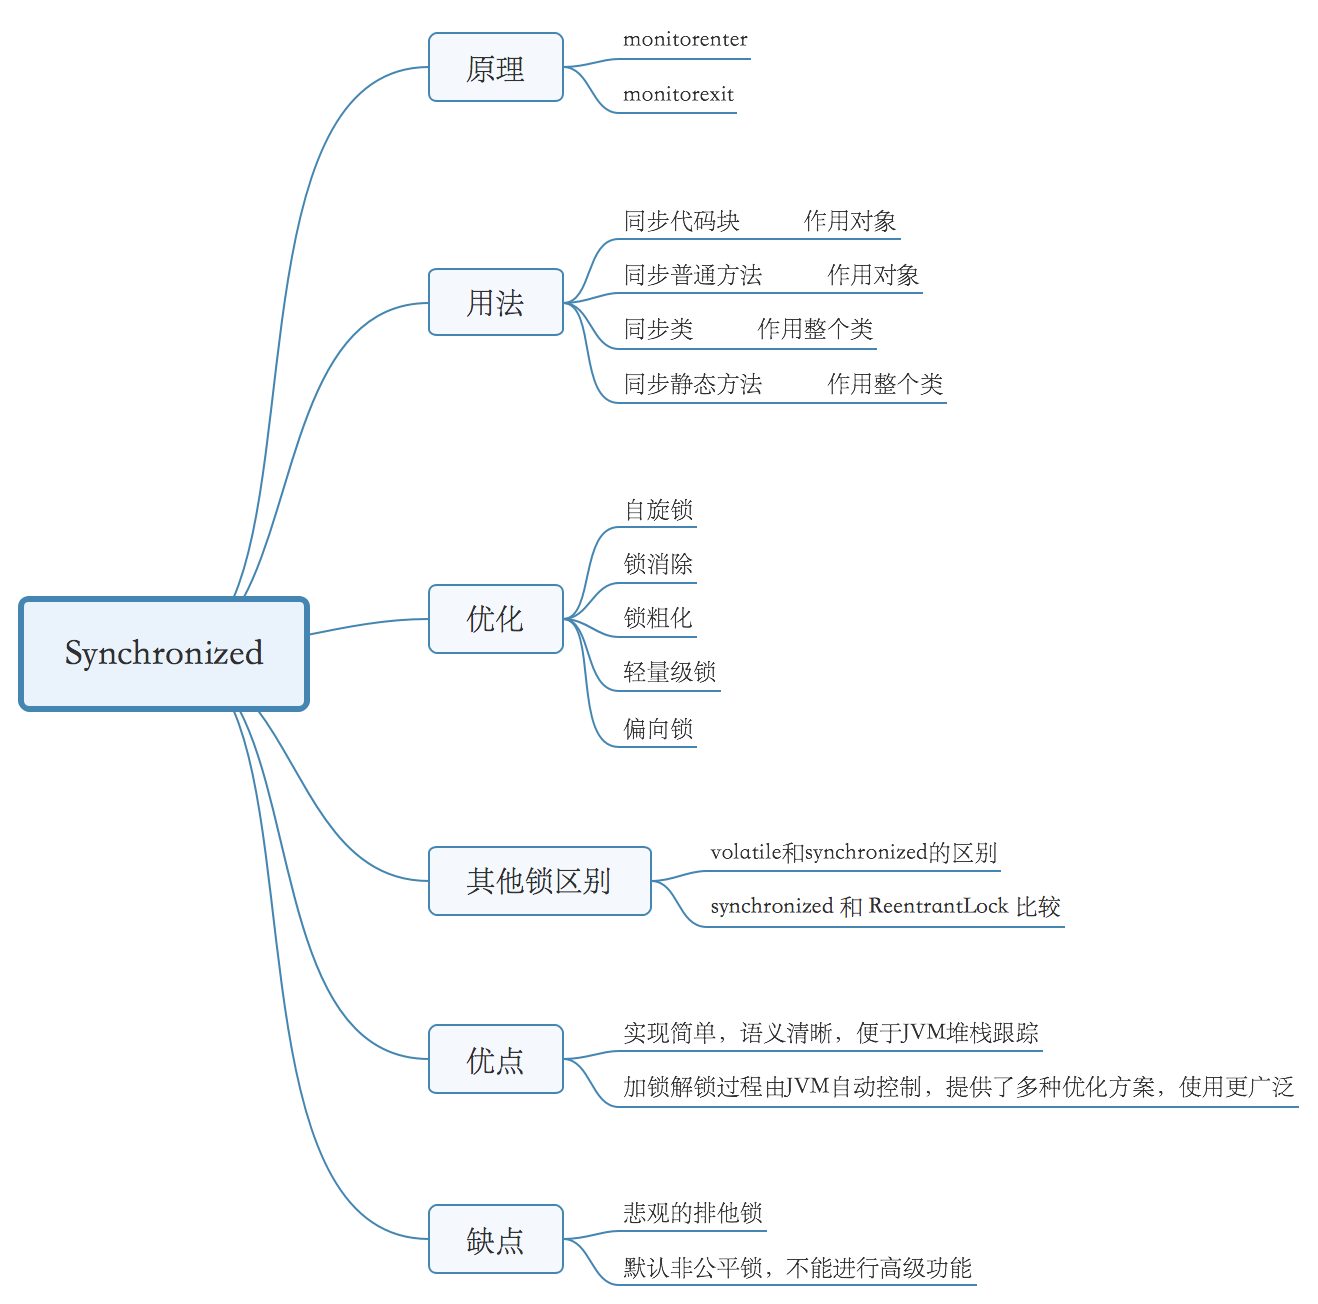 Synchronized
原理
monitorenter
monitorexit
用法
同步代码块 作用对象
同步普通方法 作用对象
同步类 作用整个类
同步静态方法 作用整个类
优化
自旋锁
锁消除
锁粗化
轻量级锁
偏向锁
其他锁区别
volatile和synchronized的区别
synchronized 和 ReentrantLock 比较
优点
实现简单，语义清晰，便于JVM堆栈跟踪
加锁解锁过程由JVM自动控制，提供了多种优化方案，使用更广泛
缺点
悲观的排他锁
默认非公平锁，不能进行高级功能